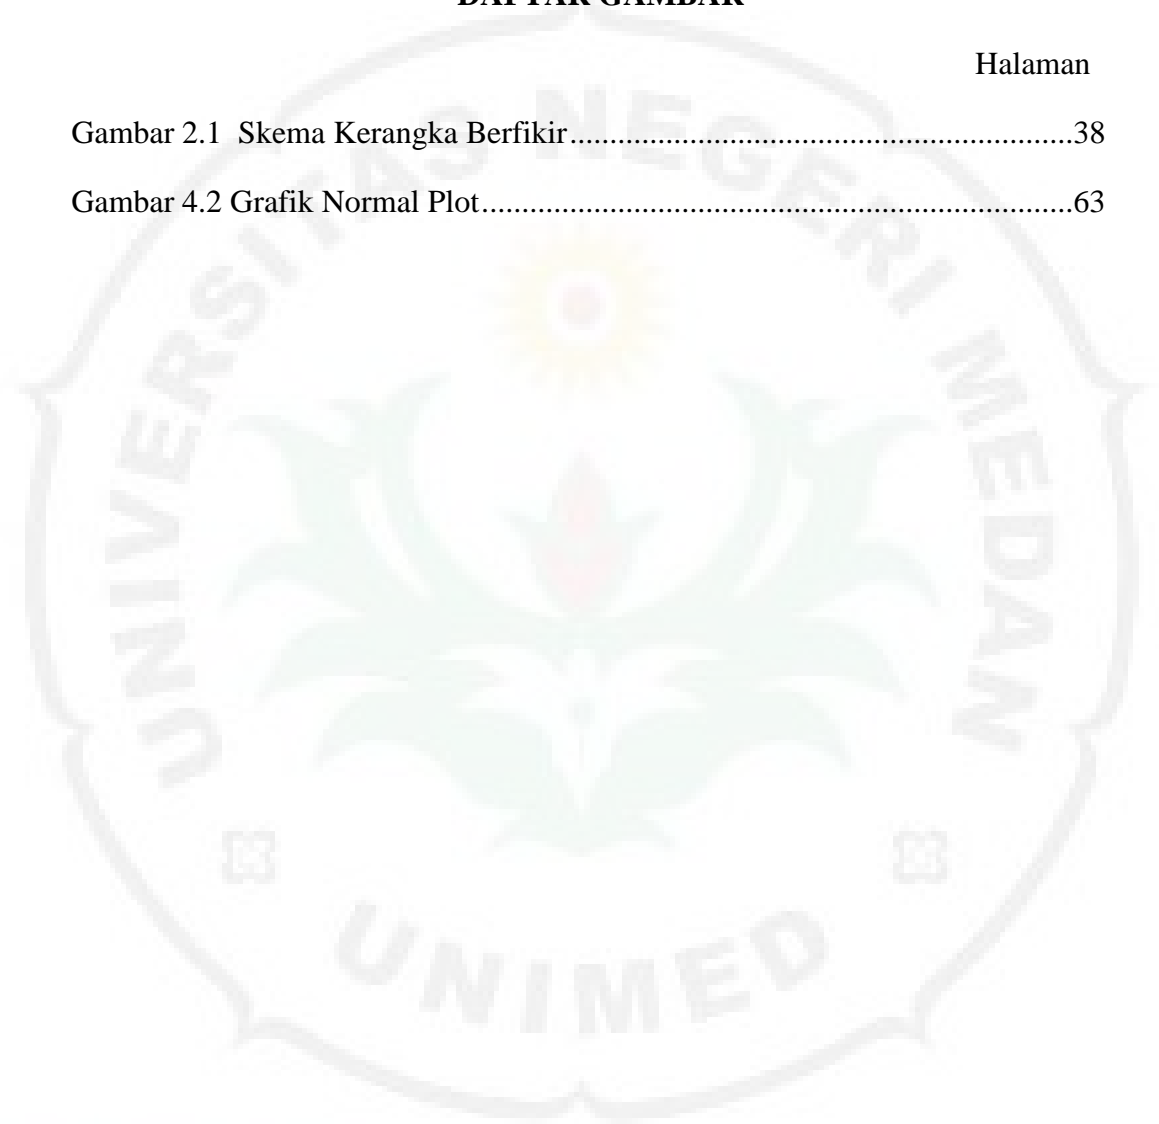 DAFTAR GAMBAR
Halaman
Gambar 2.1 Skema Kerangka Berfikir...............................................................38
Gambar 4.2 Grafik Normal Plot..........................................................................63
UNIVERSITAS NEGERI MEDAN
UNIMED